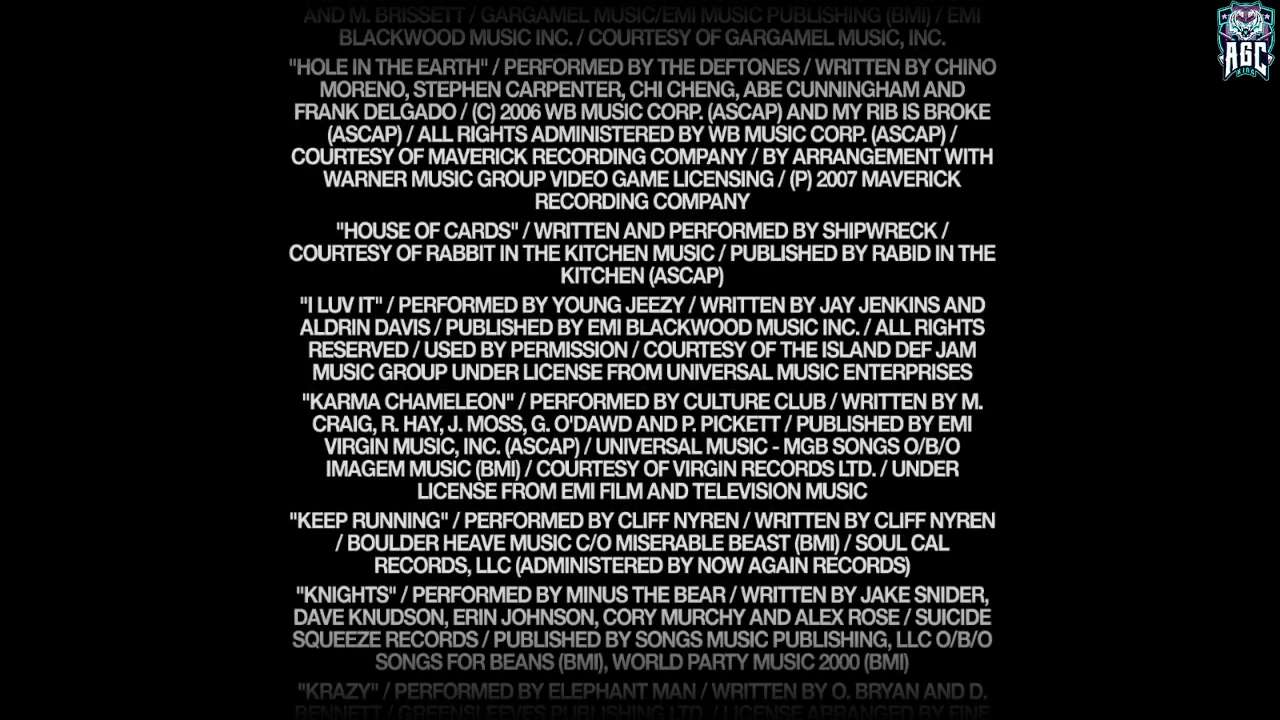 AND M. BRISSETT / GARGAMEL MUSIC/EMI MUSIC PUBLISHING (BMI) / EMI
BLACKWOOD MUSIC INC. / COURTESY OF GARGAMEL MUSIC, INC.
"HOLE IN THE EARTH" / PERFORMED BY THE DEFTONES / WRITTEN BY CHINO
MORENO, STEPHEN CARPENTER, CHI CHENG, ABE CUNNINGHAM AND
FRANK DELGADO / (C) 2006 WB MUSIC CORP. (ASCAP) AND MY RIB IS BROKE
(ASCAP) / ALL RIGHTS ADMINISTERED BY WB MUSIC CORP. (ASCAP) /
COURTESY OF MAVERICK RECORDING COMPANY / BY ARRANGEMENT WITH
WARNER MUSIC GROUP VIDEO GAME LICENSING / (P) 2007 MAVERICK
RECORDING COMPANY
"HOUSE OF CARDS" / WRITTEN AND PERFORMED BY SHIPWRECK /
COURTESY OF RABBIT IN THE KITCHEN MUSIC / PUBLISHED BY RABID IN THE
KITCHEN (ASCAP)
"I LUV IT" / PERFORMED BY YOUNG JEEZY / WRITTEN BY JAY JENKINS AND
ALDRIN DAVIS / PUBLISHED BY EMI BLACKWOOD MUSIC INC. / ALL RIGHTS
RESERVED / USED BY PERMISSION / COURTESY OF THE ISLAND DEF JAM
MUSIC GROUP UNDER LICENSE FROM UNIVERSAL MUSIC ENTERPRISES
"KARMA CHAMELEON" / PERFORMED BY CULTURE CLUB / WRITTEN BY M.
CRAIG, R. HAY, J. MOSS, G. O'DAWD AND P. PICKETT / PUBLISHED BY EMI
VIRGIN MUSIC, INC. (ASCAP) / UNIVERSAL MUSIC - MGB SONGS O/B/O
IMAGEM MUSIC (BMI) / COURTESY OF VIRGIN RECORDS LTD. / UNDER
LICENSE FROM EMI FILM AND TELEVISION MUSIC
"KEEP RUNNING" / PERFORMED BY CLIFF NYREN / WRITTEN BY CLIFF NYREN
/ BOULDER HEAVE MUSIC C/O MISERABLE BEAST (BMI) / SOUL CAL
RECORDS, LLC (ADMINISTERED BY NOW AGAIN RECORDS)
"KNIGHTS" / PERFORMED BY MINUS THE BEAR / WRITTEN BY JAKE SNIDER,
DAVE KNUDSON, ERIN JOHNSON, CORY MURCHY AND ALEX ROSE / SUICIDE
SQUEEZE RECORDS / PUBLISHED BY SONGS MUSIC PUBLISHING, LLC O/B/O
SONGS FOR BEANS (BMI), WORLD PARTY MUSIC 2000 (BMI)
"KRAZY" / PERFORMED BY ELEPHANT MAN / WRITTEN BY O. BRYAN AND D.
BENNETT / GREENSLEEVES PUBLISHING LTD. / LICENSE ARRANGED BY FINE
AGC